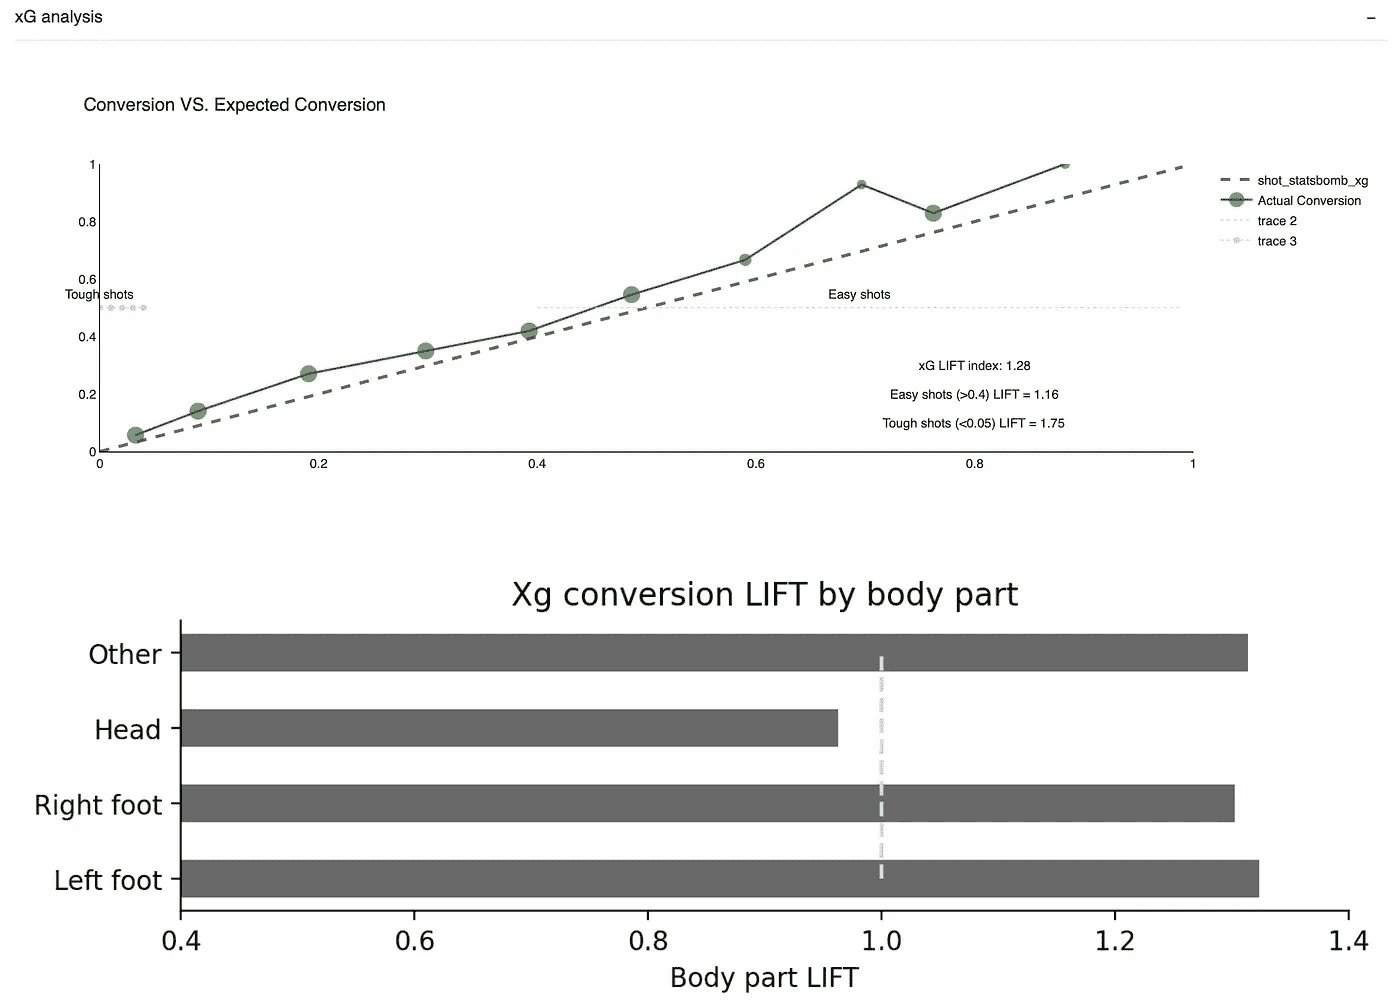 xG analysis
–
Conversion VS. Expected Conversion
1
0.8
0.6
Tough shots
0.4
0.2
0
0 0.2 0.4 0.6 0.8 1
Easy shots
xG LIFT index: 1.28
Easy shots (>0.4) LIFT = 1.16
Tough shots (<0.05) LIFT = 1.75
shot_statsbomb_xg
Actual Conversion
trace 2
trace 3
Xg conversion LIFT by body part
Other
Head
Right foot
Left foot
0.4 0.6 0.8 1.0 1.2 1.4
Body part LIFT